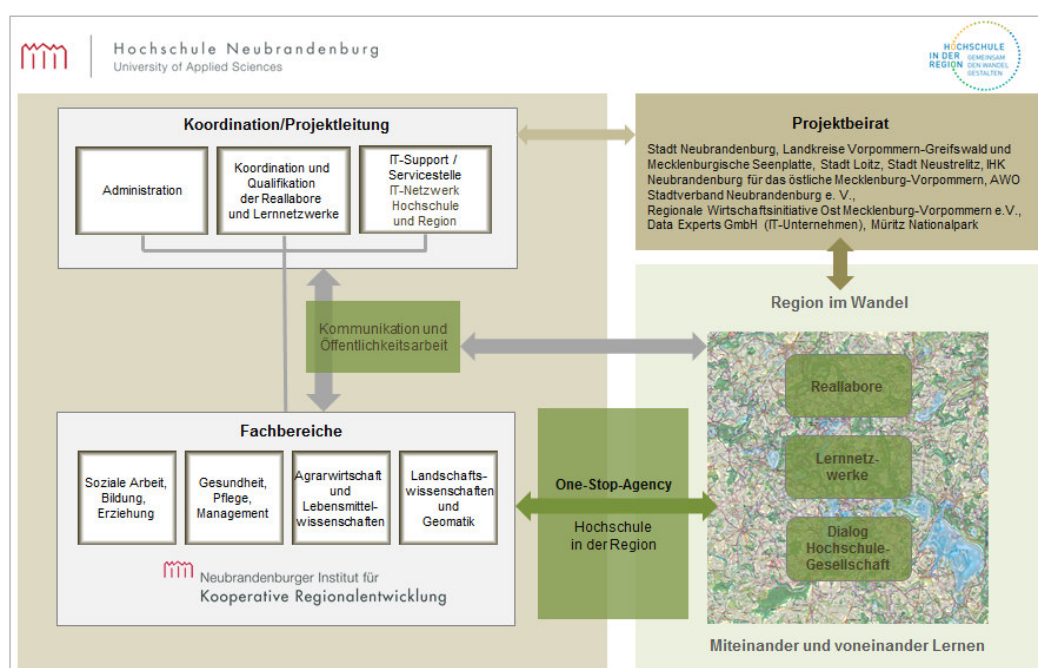 Hochschule Neubrandenburg
University of Applied Sciences
HOCHSCHULE
IN DER GEMEINSAM
REGION DEN WANDEL
GESTALTEN
Koordination/Projektleitung
Administration
Koordination und
Qualifikation
der Reallabore
und Lernnetzwerke
IT-Support /
Servicestelle
IT-Netzwerk
Hochschule
und Region
Projektbeirat
Stadt Neubrandenburg, Landkreise Vorpommern-Greifswald und
Mecklenburgische Seenplatte, Stadt Loitz, Stadt Neustrelitz, IHK
Neubrandenburg für das östliche Mecklenburg-Vorpommern, AWO
Stadtverband Neubrandenburg e. V.,
Regionale Wirtschaftsinitiative Ost Mecklenburg-Vorpommern e.V.,
Data Experts GmbH (IT-Unternehmen), Müritz Nationalpark
Kommunikation und
Öffentlichkeitsarbeit
Region im Wandel
Reallabore
Lernnetz-
werke
Dialog
Hochschule-
Gesellschaft
Miteinander und voneinander Lernen
Fachbereiche
Soziale Arbeit,
Bildung,
Erziehung
Gesundheit,
Pflege,
Management
Agrarwirtschaft
und
Lebensmittel-
wissenschaften
Landschafts-
wissenschaften
und
Geomatik
Neubrandenburger Institut für
Kooperative Regionalentwicklung
One-Stop-Agency
Hochschule
in der Region